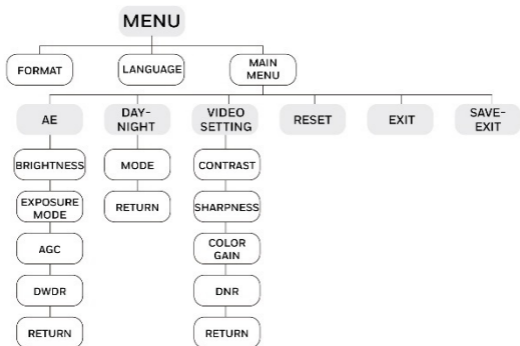 MENU
FORMAT
LANGUAGE
MAIN
MENU
AE
DAY-
NIGHT
VIDEO
SETTING
RESET
EXIT
SAVE-
EXIT
BRIGHTNESS
MODE
CONTRAST
EXPOSURE
MODE
RETURN
SHARPNESS
AGC
COLOR
GAIN
DWDR
DNR
RETURN
RETURN